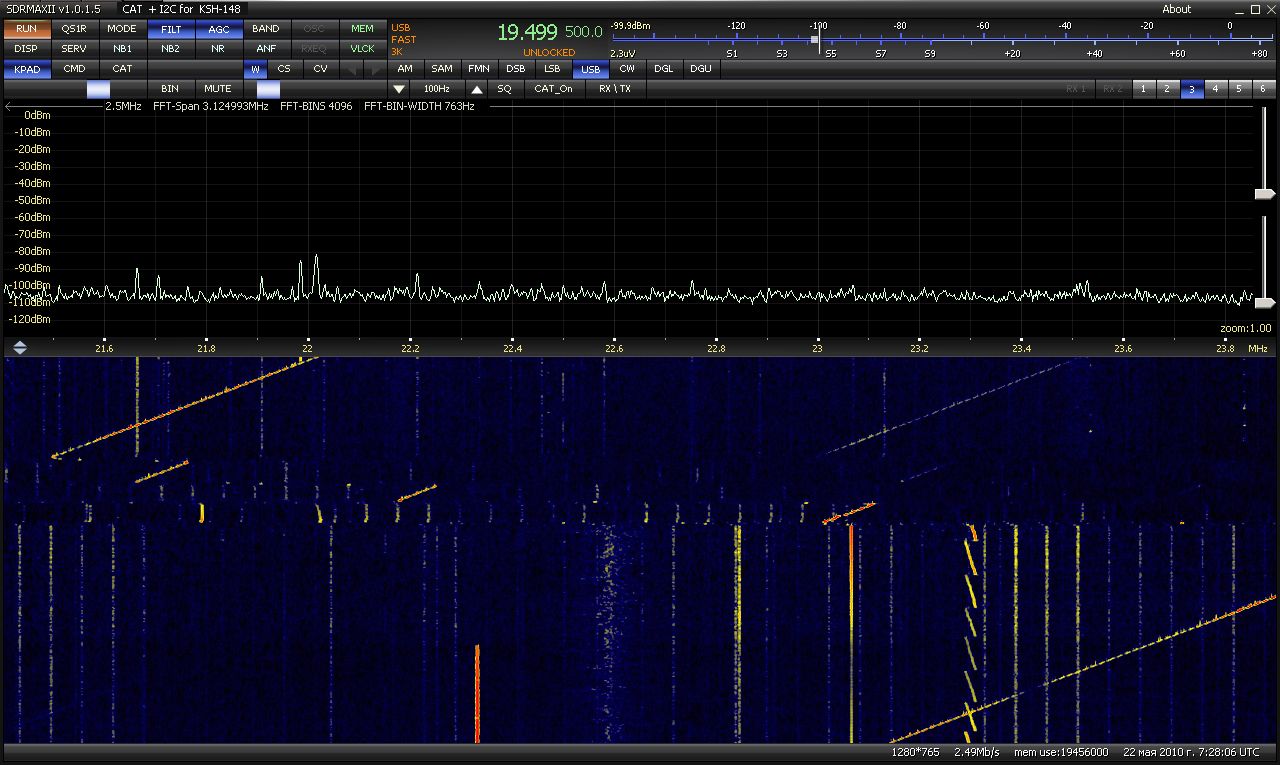 SDRMAXII v1.0.1.5 CAT + I2C for KSH-148 About
RUN QS1R MODE FILT AGC BAND OSC MEM USB 19.499 500.0 -99.9dBm -120 -100 -80 -60 -40 -20 0
DISP SERV NB1 NB2 NR ANF RXEQ VLCK FAST 3K UNLOCKED 2.3uV S1 S3 S5 S7 S9 +20 +40 +60 +80
KPAD CMD CAT W CS CV AM SAM FMN DSB LSB USB CW DGL DGU
BIN MUTE 100Hz SQ CAT_On RX \ TX RX 1 RX 2 1 2 3 4 5 6
2.5MHz FFT-Span 3.124993MHz FFT-BINS 4096 FFT-BIN-WIDTH 763Hz
0dBm
-10dBm
-20dBm
-30dBm
-40dBm
-50dBm
-60dBm
-70dBm
-80dBm
-90dBm
-100dBm
-110dBm
-120dBm
zoom:1.00
21.6 21.8 22 22.2 22.4 22.6 22.8 23 23.2 23.4 23.6 23.8 MHz
1280*765 2.49Mb/s mem use:19456000 22 мая 2010 г. 7:28:06 UTC